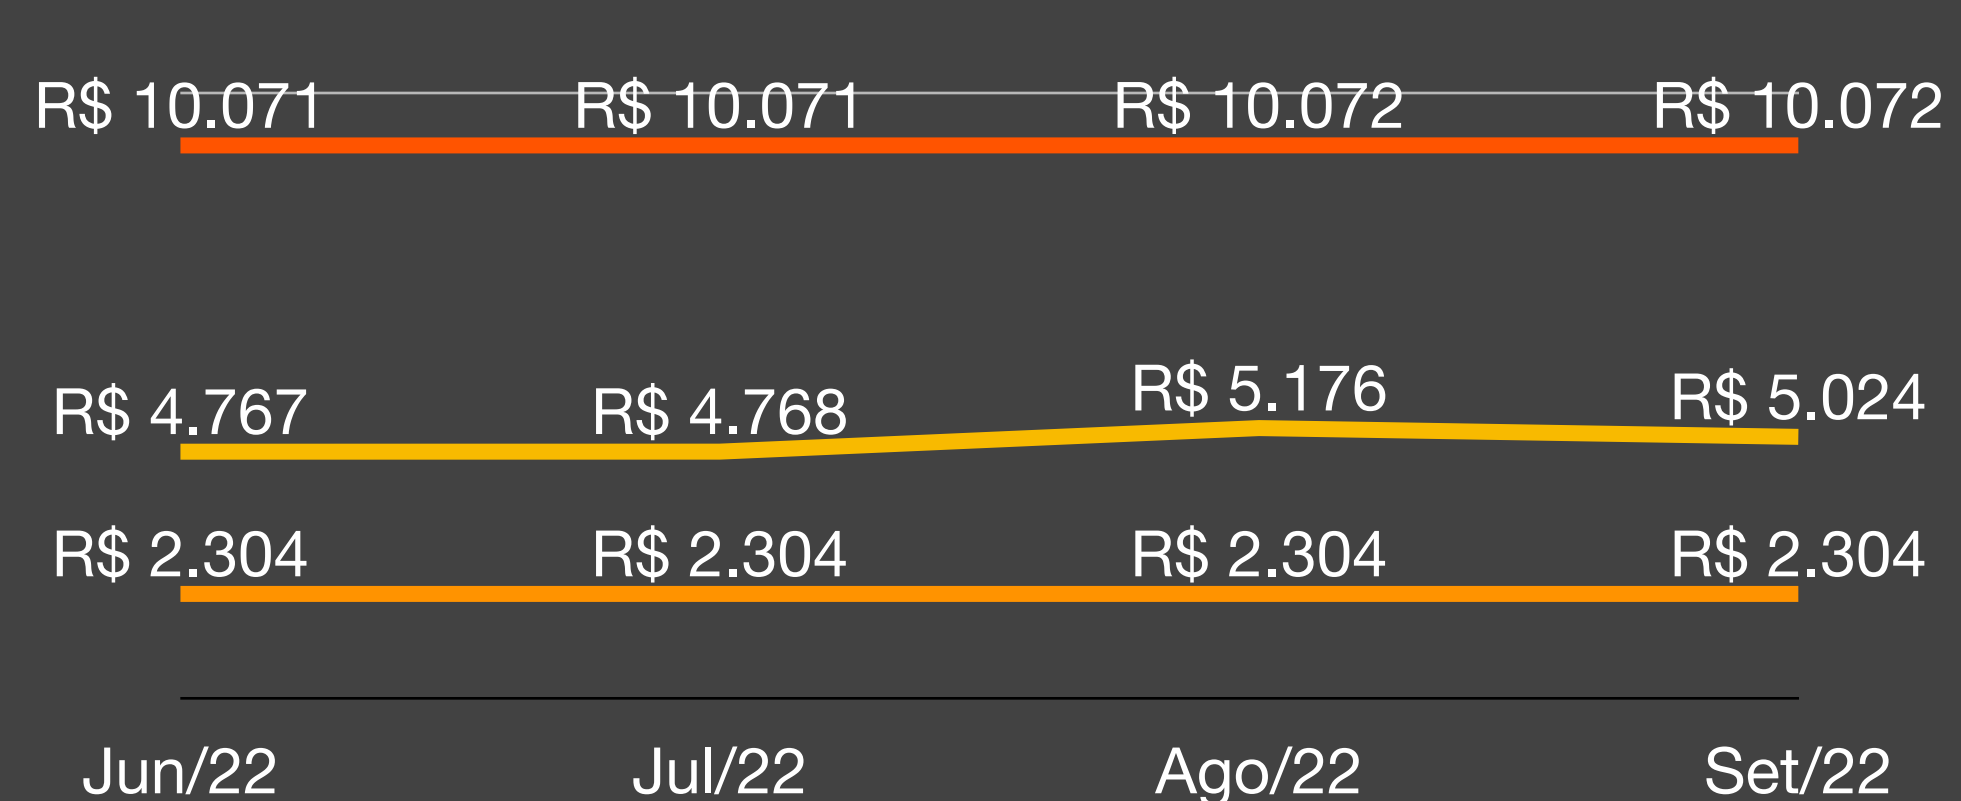 R$ 10.071 R$ 10.071 R$ 10.072 R$ 10.072
R$ 4.767 R$ 4.768 R$ 5.176 R$ 5.024
R$ 2.304 R$ 2.304 R$ 2.304 R$ 2.304
Jun/22 Jul/22 Ago/22 Set/22